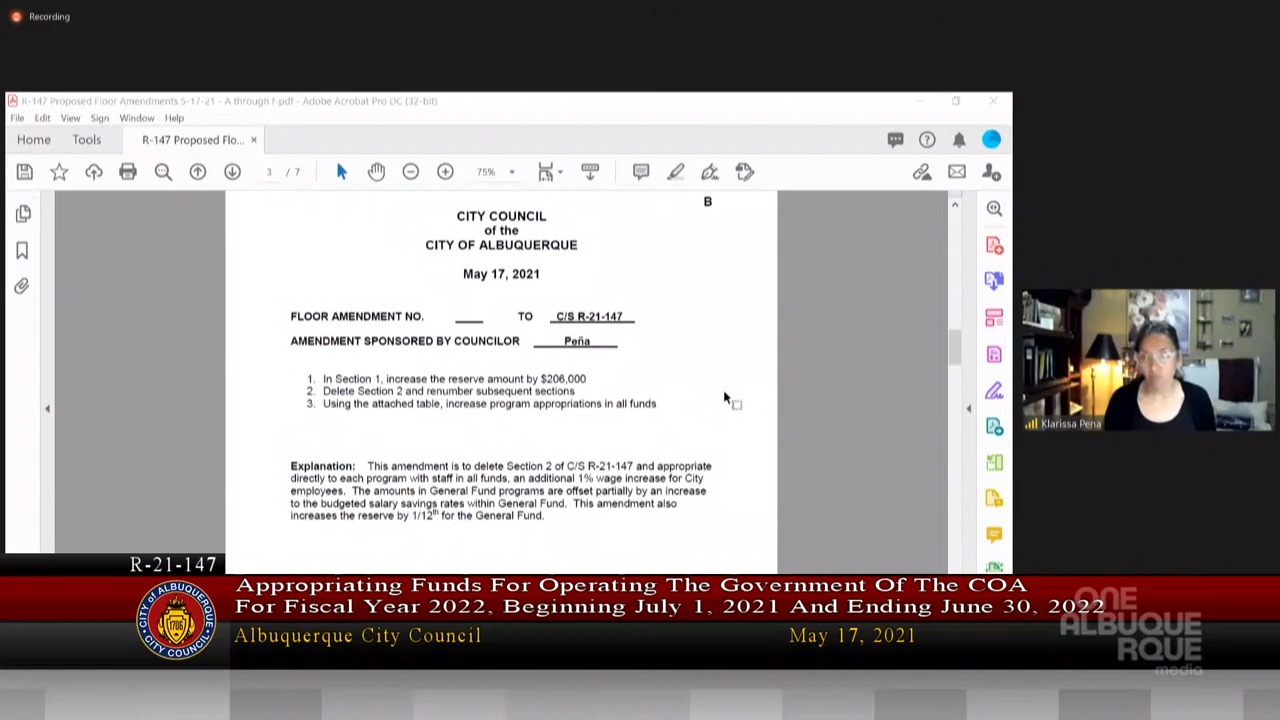 Recording
R-147 Proposed Floor Amendments 5-17-21 - A through F.pdf - Adobe Acrobat Pro DC (32-bit)
File Edit View Sign Window Help
Home Tools R-147 Proposed Flo...
3 / 7 75%
B
CITY COUNCIL
of the
CITY OF ALBUQUERQUE
May 17, 2021
FLOOR AMENDMENT NO. ____ TO C/S R-21-147
AMENDMENT SPONSORED BY COUNCILOR Peña
1. In Section 1, increase the reserve amount by $206,000
2. Delete Section 2 and renumber subsequent sections
3. Using the attached table, increase program appropriations in all funds
Explanation: This amendment is to delete Section 2 of C/S R-21-147 and appropriate
directly to each program with staff in all funds, an additional 1% wage increase for City
employees. The amounts in General Fund programs are offset partially by an increase
to the budgeted salary savings rates within General Fund. This amendment also
increases the reserve by 1/12th for the General Fund.
Klarissa Pena
R-21-147
Appropriating Funds For Operating The Government Of The COA
For Fiscal Year 2022, Beginning July 1, 2021 And Ending June 30, 2022
Albuquerque City Council May 17, 2021
CITY OF ALBUQUERQUE
1706
CITY COUNCIL
ONE
ALBUQUE
RQUE
media